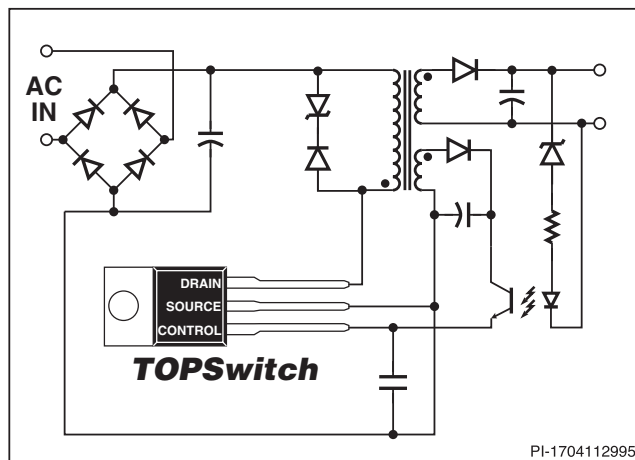 AC
IN
DRAIN
SOURCE
CONTROL
TOPSwitch
PI-1704112995